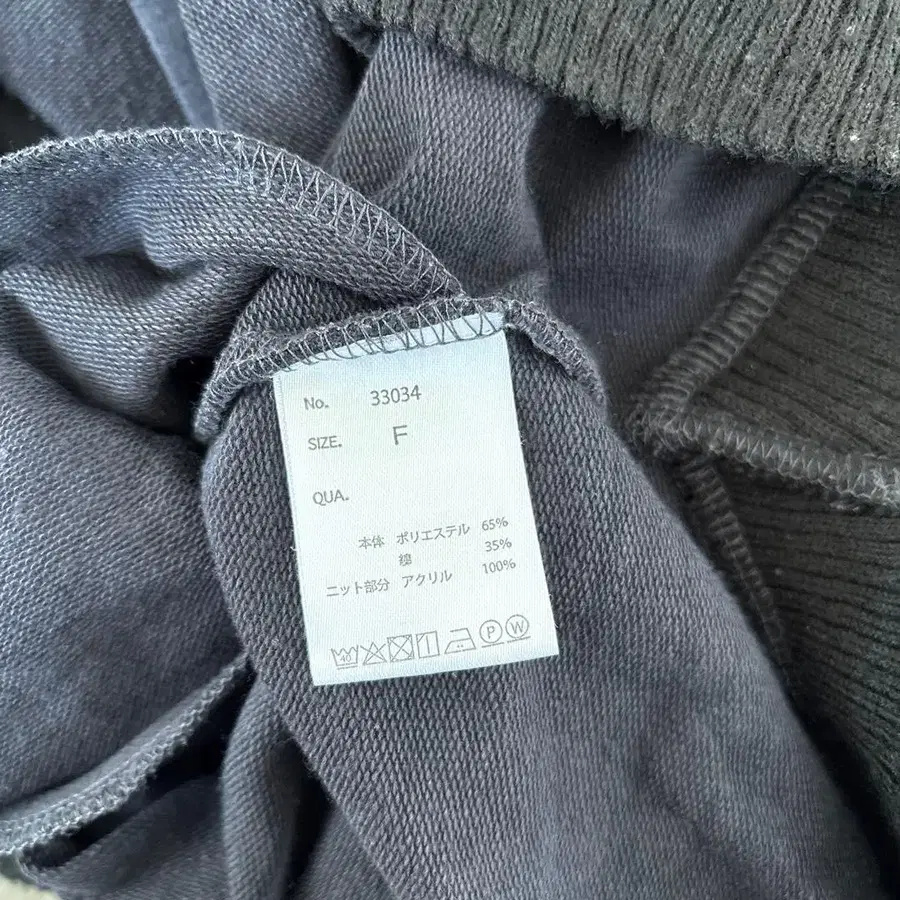 No. 33034
SIZE. F
QUA.
本体 ポリエステル 65%
綿 35%
ニット部分 アクリル 100%
40 P W